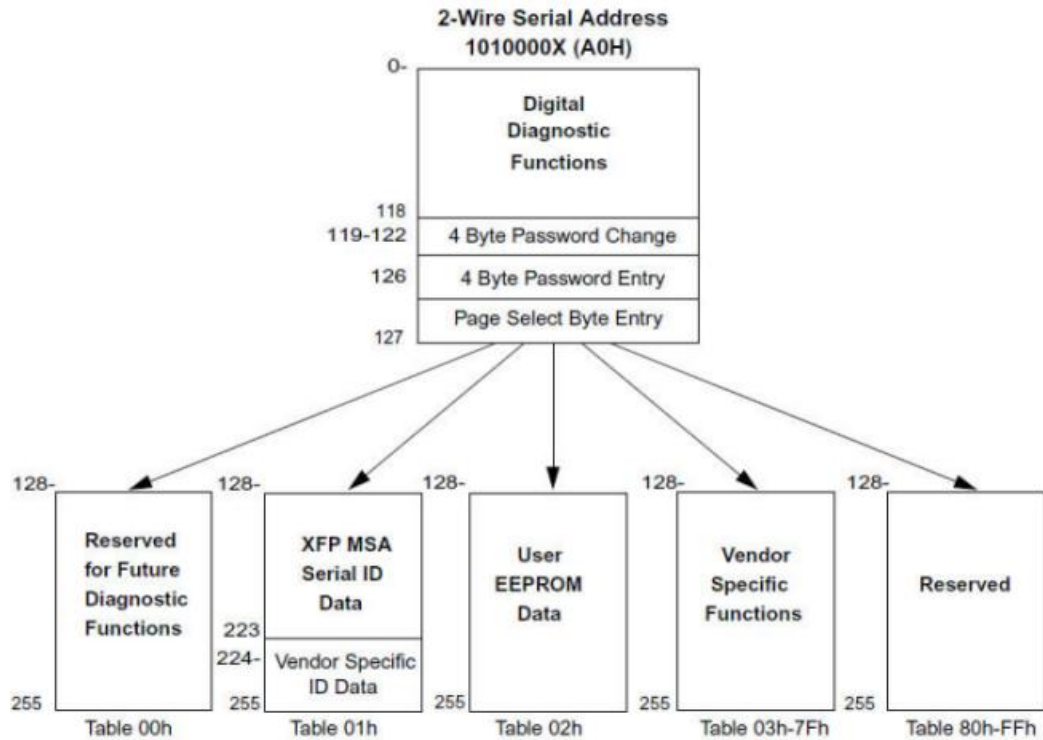 2-Wire Serial Address
1010000X (A0H)
0-
Digital
Diagnostic
Functions
118
119-122
4 Byte Password Change
126
4 Byte Password Entry
Page Select Byte Entry
127
128-
Reserved
for Future
Diagnostic
Functions
255
Table 00h
128-
XFP MSA
Serial ID
Data
223
224-
Vendor Specific
ID Data
255
Table 01h
128-
User
EEPROM
Data
255
Table 02h
128-
Vendor
Specific
Functions
255
Table 03h-7Fh
128-
Reserved
255
Table 80h-FFh